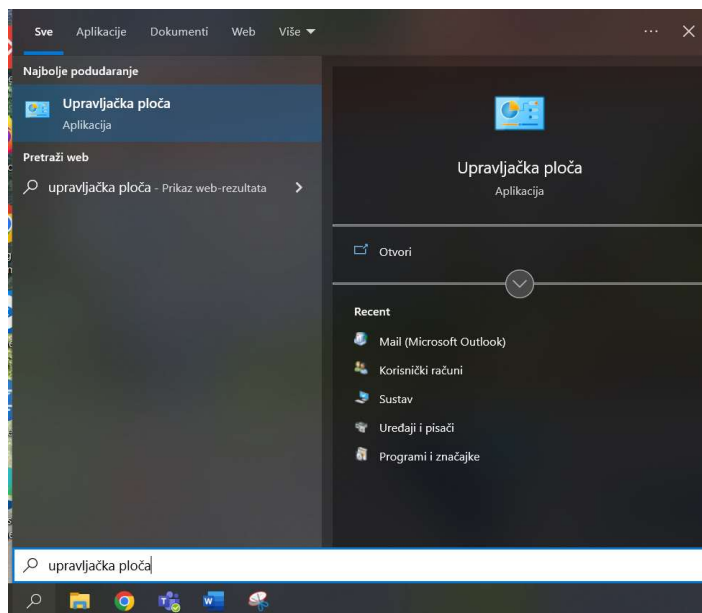 Sve Aplikacije Dokumenti Web Više
Najbolje podudaranje
Upravljačka ploča
Aplikacija
Pretraži web
upravljačka ploča - Prikaz web-rezultata
Upravljačka ploča
Aplikacija
Otvori
Recent
Mail (Microsoft Outlook)
Korisnički računi
Sustav
Uređaji i pisači
Programi i značajke
upravljačka ploča